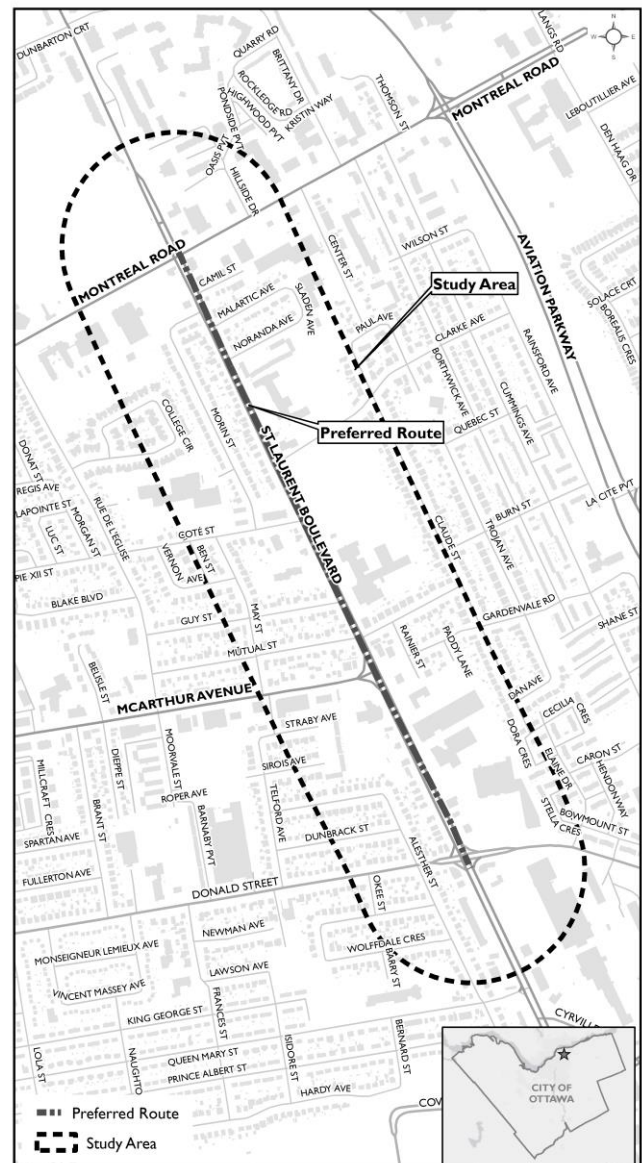 DUNBARTON CRT
QUARRY RD
BRITTANY DR
ROCKLEDGE RD
HIGHWOOD PVT
KRISTIN WAY
PONDSIDE PVT
OASIS PVT
HILLSIDE DR
THOMSON ST
LANGS RD
N
W
E
S
MONTREAL ROAD
LEBOUTILLIER AVE
DEN HAAG DR
MONTREAL ROAD
CAMIL ST
MALARTIC AVE
SLADEN AVE
NORANDA AVE
CENTER ST
WILSON ST
AVIATION PARKWAY
SOLACE CRT
BOREALIS CRES
Study Area
PAUL AVE
CLARKE AVE
RAINSFORD AVE
BORTHWICK AVE
CUMMINGS AVE
QUEBEC ST
Preferred Route
MORIN ST
COLLEGE CIR
ST LAURENT BOULEVARD
DONAT ST
REGIS AVE
LAPOINTE ST
LUC ST
MORGAN ST
RUE DE L'EGLISE
PIE XII ST
COTÉ ST
VERNON AVE
BEN ST
BLAKE BLVD
GUY ST
MAY ST
MUTUAL ST
CLAUDE ST
TROJAN AVE
BURN ST
LA CITE PVT
GARDENVALE RD
SHANE ST
RAINIER ST
PADDY LANE
BELISLE ST
MCARTHUR AVENUE
STRABY AVE
DAN AVE
CECILIA CRES
DORA CRES
ELAINE DR
CARON ST
HENDON WAY
BOWMOUNT ST
STELLA CRES
MILLCRAFT CRES
DIEPPE ST
MOORVALE ST
SIROIS AVE
ROPER AVE
BRANT ST
BARNABY PVT
TELFORD AVE
SPARTAN AVE
DUNBRACK ST
ALESTHER ST
FULLERTON AVE
DONALD STREET
OKEE ST
NEWMAN AVE
MONSEIGNEUR LEMIEUX AVE
WOLFFDALE CRES
BARRY ST
LAWSON AVE
VINCENT MASSEY AVE
KING GEORGE ST
FRANCES ST
LOLA ST
NAUGHTO
QUEEN MARY ST
PRINCE ALBERT ST
ISIDORE ST
BERNARD ST
HARDY AVE
CYRVILLE
COV
CITY OF
OTTAWA
Preferred Route
Study Area